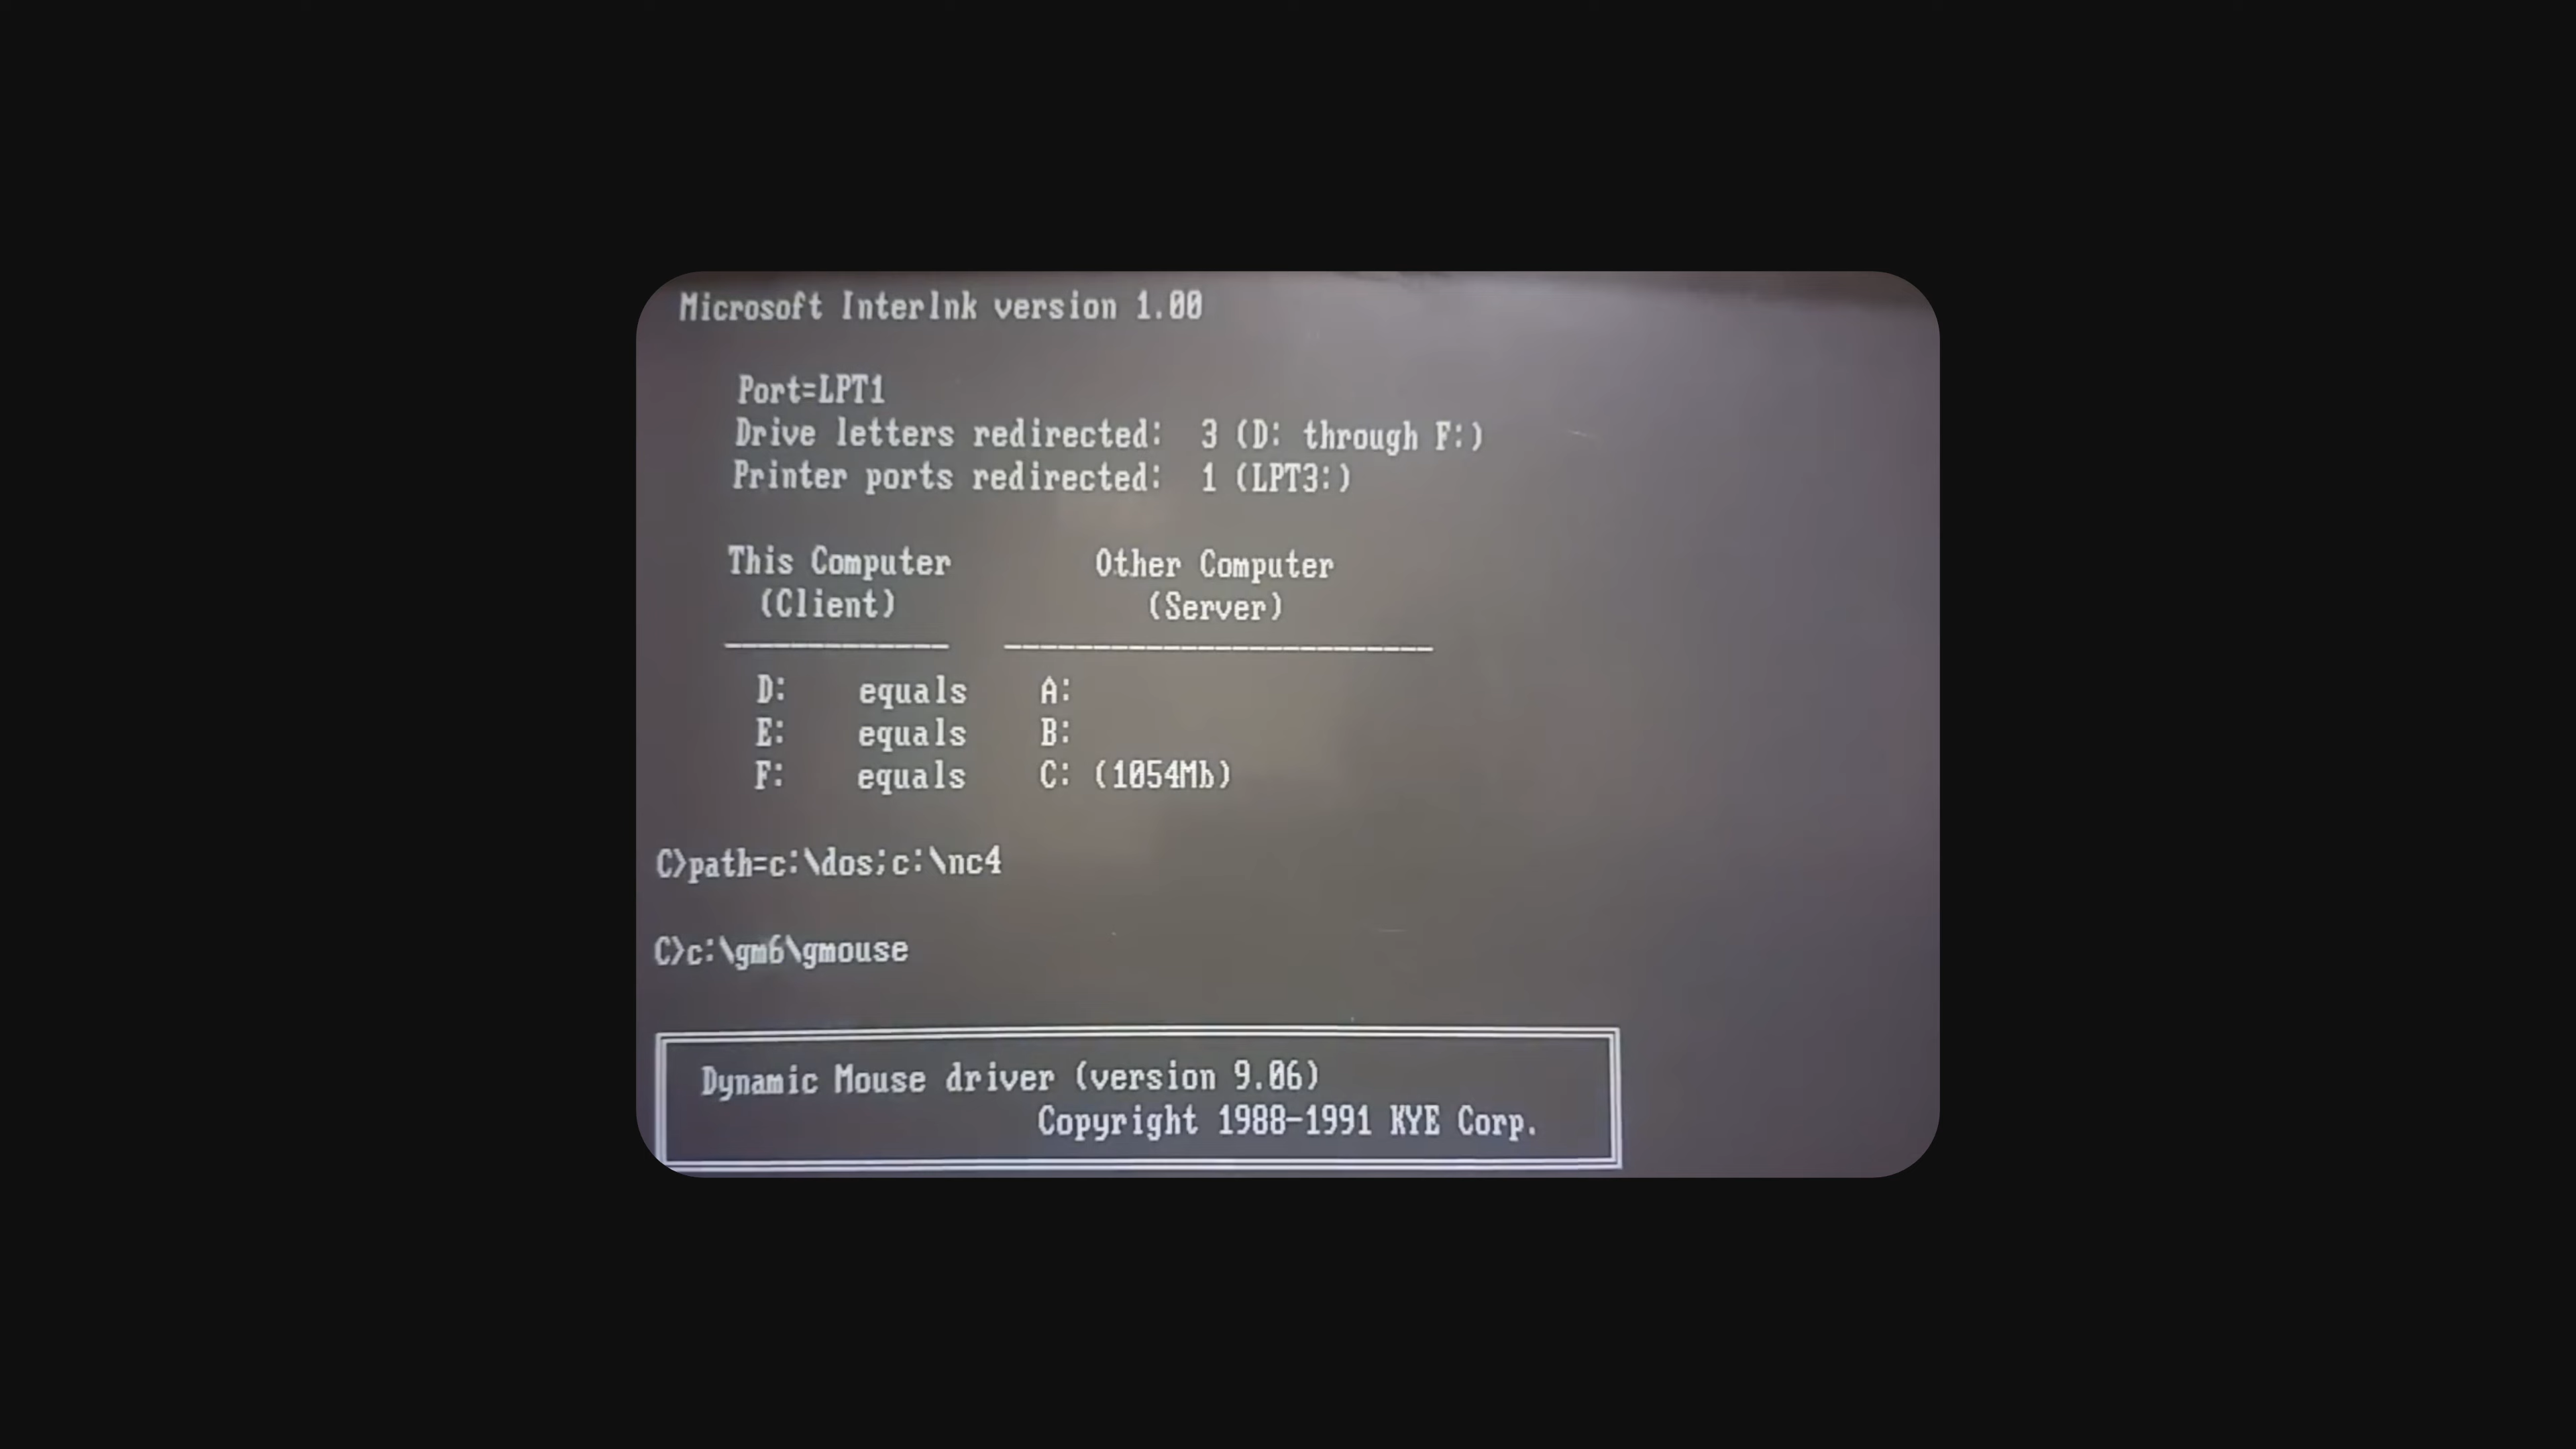 Microsoft Interlnk version 1.00
Port=LPT1
Drive letters redirected: 3 (D: through F:)
Printer ports redirected: 1 (LPT3:)
This Computer Other Computer
(Client) (Server)
D: equals A:
E: equals B:
F: equals C: (1054Mb)
C>path=c:\dos;c:\nc4
C>c:\gm6\gmouse
Dynamic Mouse driver (version 9.06)
Copyright 1988-1991 KYE Corp.